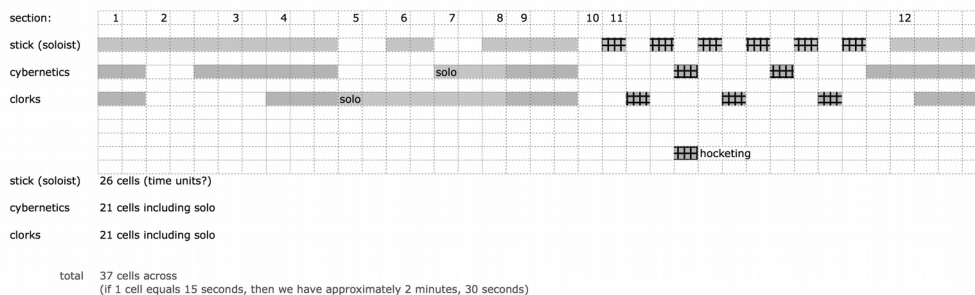 section: 1 2 3 4 5 6 7 8 9 10 11 12
stick (soloist)
cybernetics solo
clorks solo
hocketing
stick (soloist) 26 cells (time units?)
cybernetics 21 cells including solo
clorks 21 cells including solo
total 37 cells across
(if 1 cell equals 15 seconds, then we have approximately 2 minutes, 30 seconds)